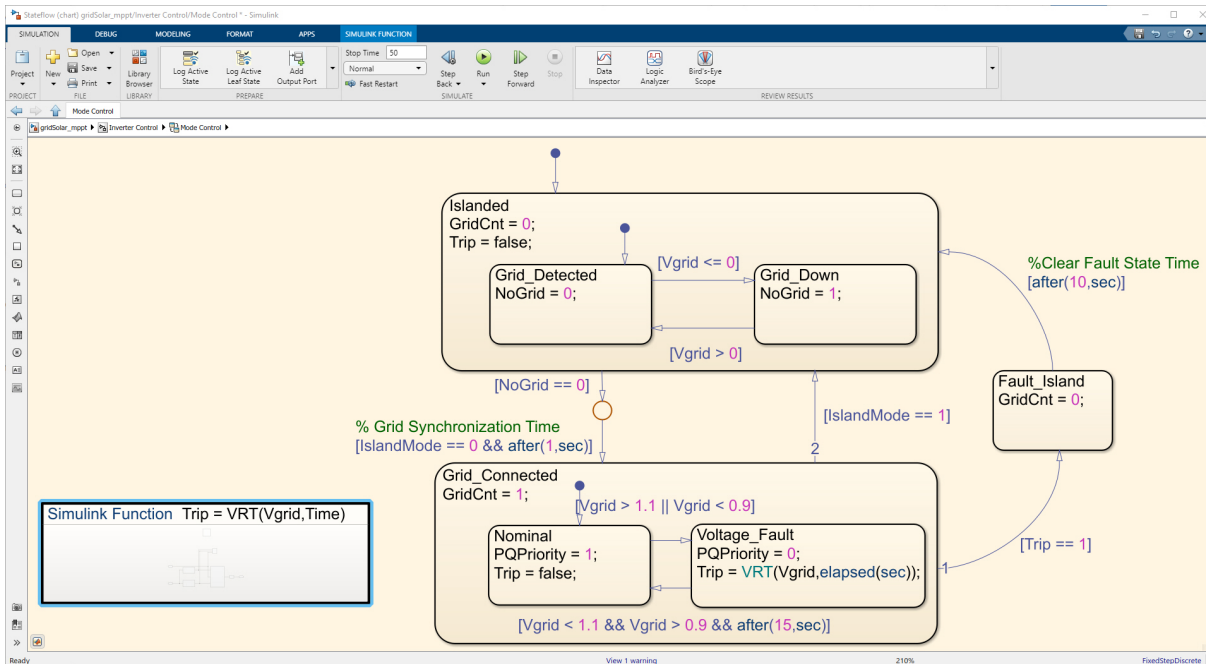 Stateflow (chart) gridSolar_mppt/Inverter Control/Mode Control * - Simulink
SIMULATION DEBUG MODELING FORMAT APPS SIMULINK FUNCTION
Project
New
Open
Save
Print
Library Browser
Log Active State
Log Active Leaf State
Add Output Port
Stop Time 50
Normal
Fast Restart
Step Back
Run
Step Forward
Stop
Data Inspector
Logic Analyzer
Bird's-Eye Scope
PROJECT FILE LIBRARY PREPARE SIMULATE REVIEW RESULTS
Mode Control
gridSolar_mppt Inverter Control Mode Control
Islanded
GridCnt = 0;
Trip = false;
Grid_Detected
NoGrid = 0;
[Vgrid <= 0]
Grid_Down
NoGrid = 1;
[Vgrid > 0]
%Clear Fault State Time
[after(10,sec)]
Fault_Island
GridCnt = 0;
[NoGrid == 0]
% Grid Synchronization Time
[IslandMode == 0 && after(1,sec)]
[IslandMode == 1]
2
Grid_Connected
GridCnt = 1;
[Vgrid > 1.1 || Vgrid < 0.9]
Nominal
PQPriority = 1;
Trip = false;
Voltage_Fault
PQPriority = 0;
Trip = VRT(Vgrid,elapsed(sec));
1
[Trip == 1]
[Vgrid < 1.1 && Vgrid > 0.9 && after(15,sec)]
Simulink Function Trip = VRT(Vgrid,Time)
Ready View 1 warning 210% FixedStepDiscrete